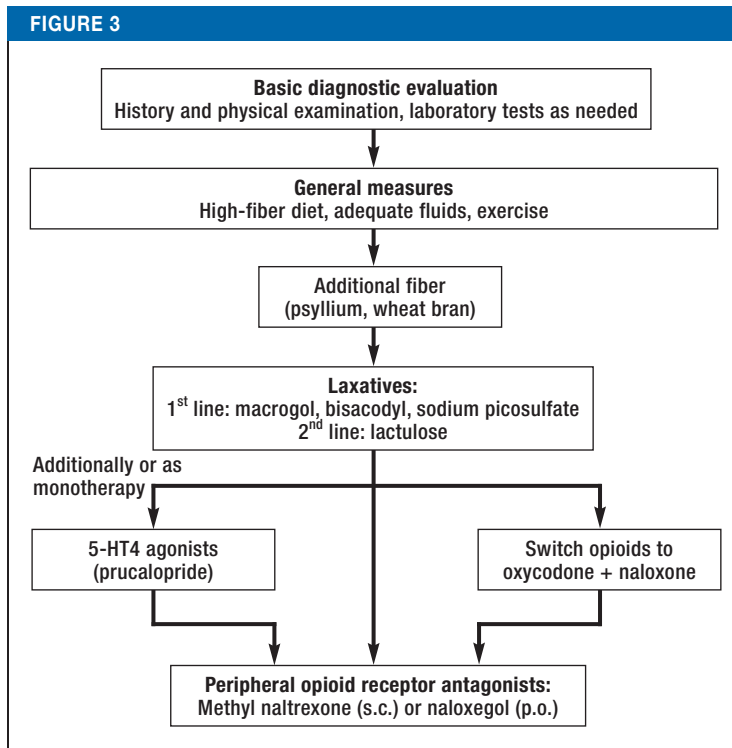 FIGURE 3
Basic diagnostic evaluation
History and physical examination, laboratory tests as needed
General measures
High-fiber diet, adequate fluids, exercise
Additional fiber
(psyllium, wheat bran)
Laxatives:
1st line: macrogol, bisacodyl, sodium picosulfate
2nd line: lactulose
Additionally or as
monotherapy
5-HT4 agonists
(prucalopride)
Switch opioids to
oxycodone + naloxone
Peripheral opioid receptor antagonists:
Methyl naltrexone (s.c.) or naloxegol (p.o.)